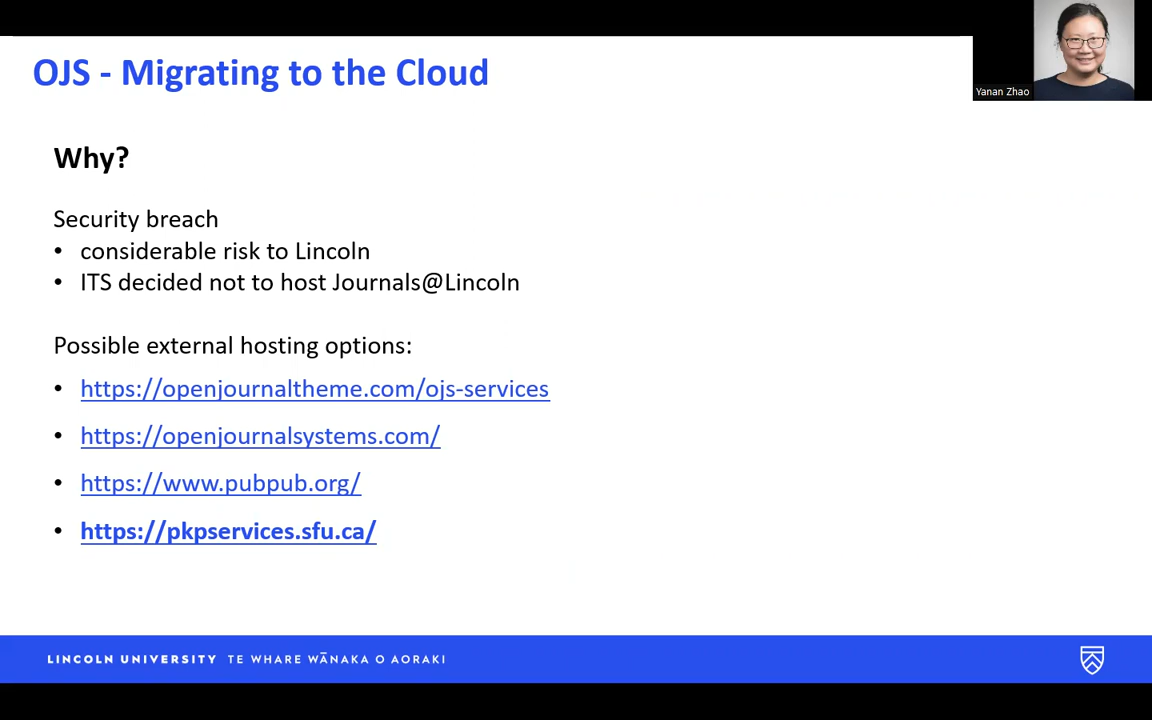 OJS - Migrating to the Cloud
Yanan Zhao
Why?
Security breach
• considerable risk to Lincoln
• ITS decided not to host Journals@Lincoln
Possible external hosting options:
• https://openjournaltheme.com/ojs-services
• https://openjournalsystems.com/
• https://www.pubpub.org/
• https://pkpservices.sfu.ca/
LINCOLN UNIVERSITY TE WHARE WĀNAKA O AORAKI